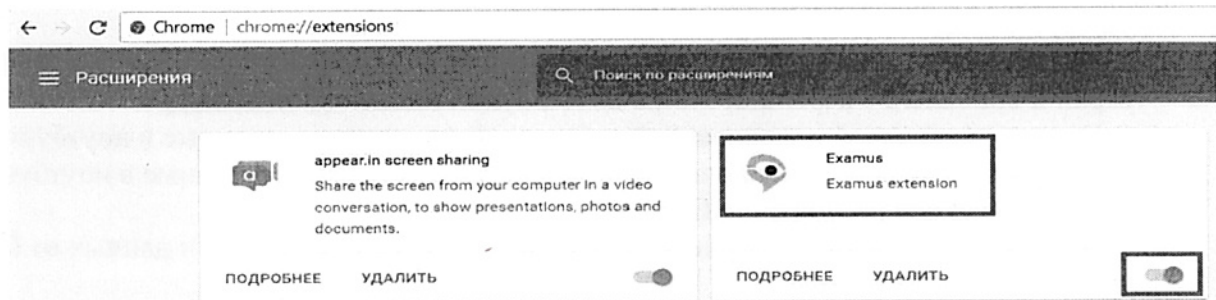 Chrome | chrome://extensions
Расширения
Поиск по расширениям
appear.in screen sharing
Share the screen from your computer in a video
conversation, to show presentations, photos and
documents.
ПОДРОБНЕЕ УДАЛИТЬ
Examus
Examus extension
ПОДРОБНЕЕ УДАЛИТЬ